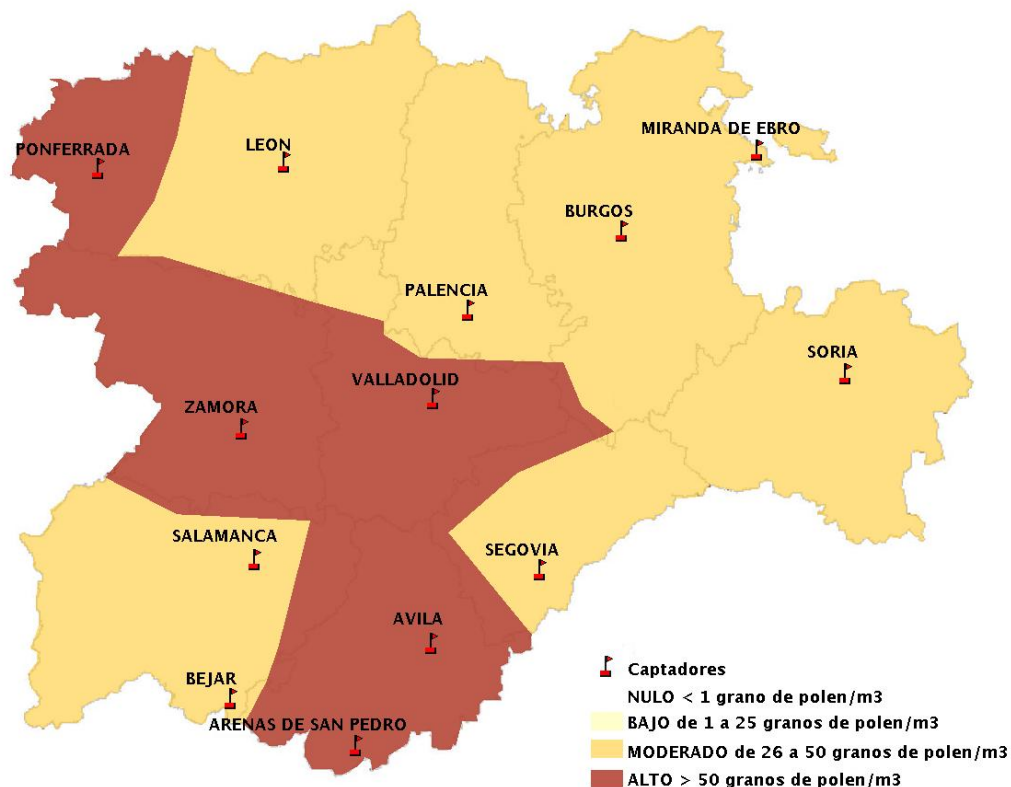 MIRANDA DE EBRO
PONFERRADA
LEON
BURGOS
PALENCIA
SORIA
VALLADOLID
ZAMORA
SALAMANCA
SEGOVIA
AVILA
BEJAR
ARENAS DE SAN PEDRO
Captadores
NULO < 1 grano de polen/m3
BAJO de 1 a 25 granos de polen/m3
MODERADO de 26 a 50 granos de polen/m3
ALTO > 50 granos de polen/m3